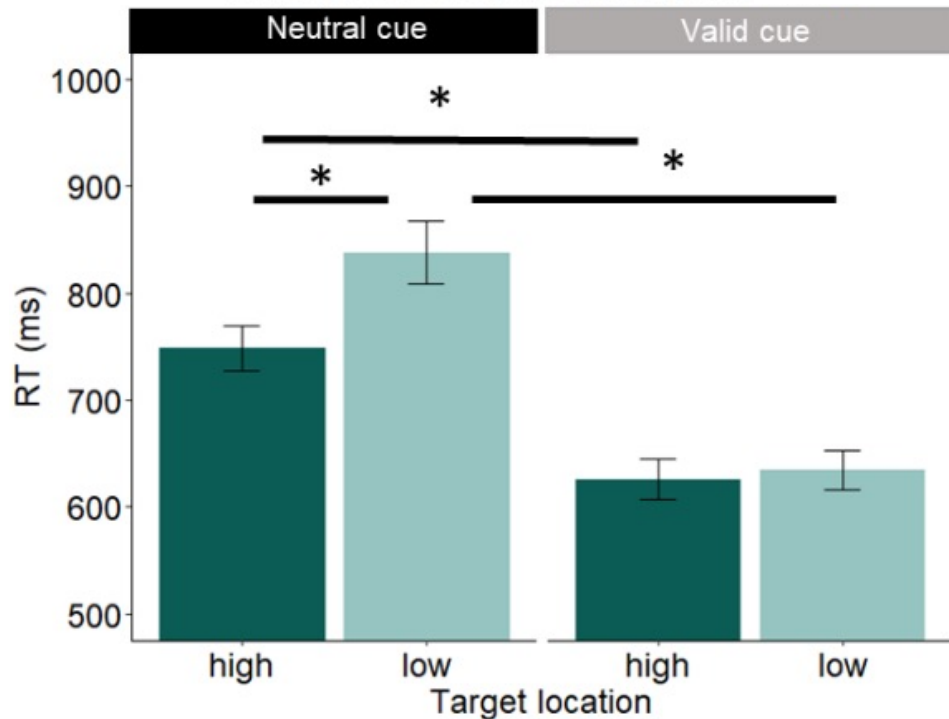 Neutral cue
Valid cue
1000
900
800
700
600
500
RT (ms)
*
*
*
high
low
high
low
Target location